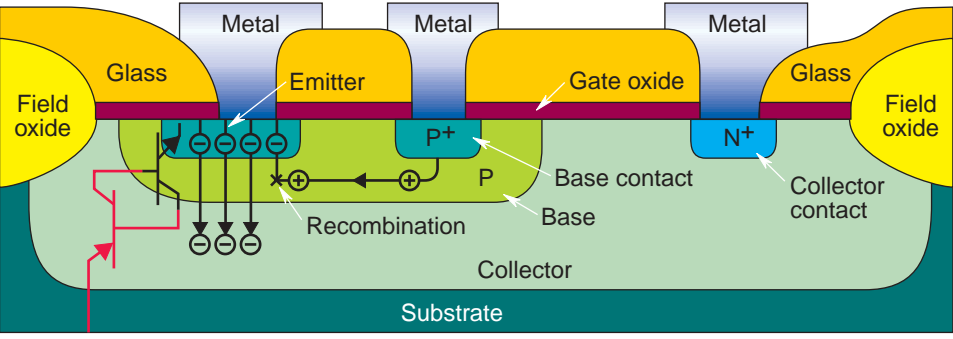 Metal
Metal
Metal
Glass
Emitter
Gate oxide
Glass
Field
oxide
Field
oxide
P+
N+
P
Base contact
Collector
contact
Recombination
Base
Collector
Substrate